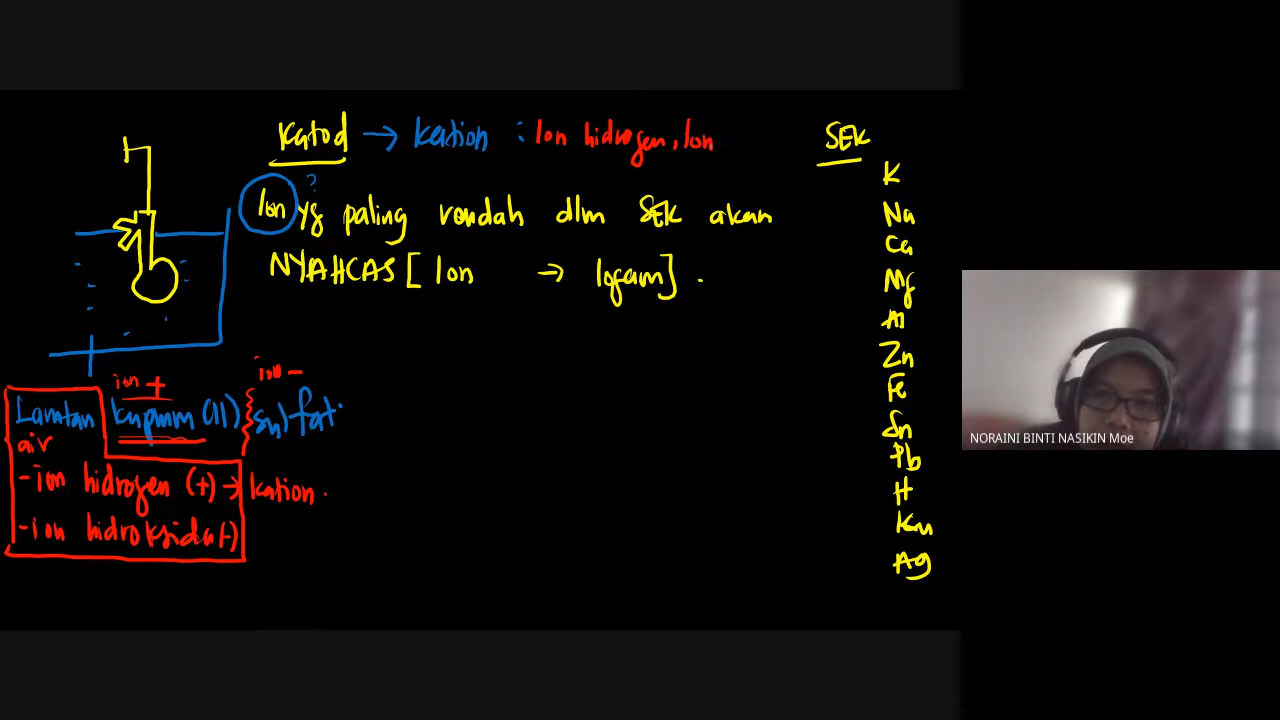 Katod → kation : Ion hidrogen, Ion
?
Ion yg paling rendah dlm SEK akan
NYAHCAS [ Ion → logam ] .
ion +
ion -
Larutan kuprum (II) sulfat
air
- ion hidrogen (+) → kation .
- ion hidroksida (-)
SEK
K
Na
Ca
Mg
Al
Zn
Fe
Sn
Pb
H
Ku
Ag
NORAINI BINTI NASIKIN Moe